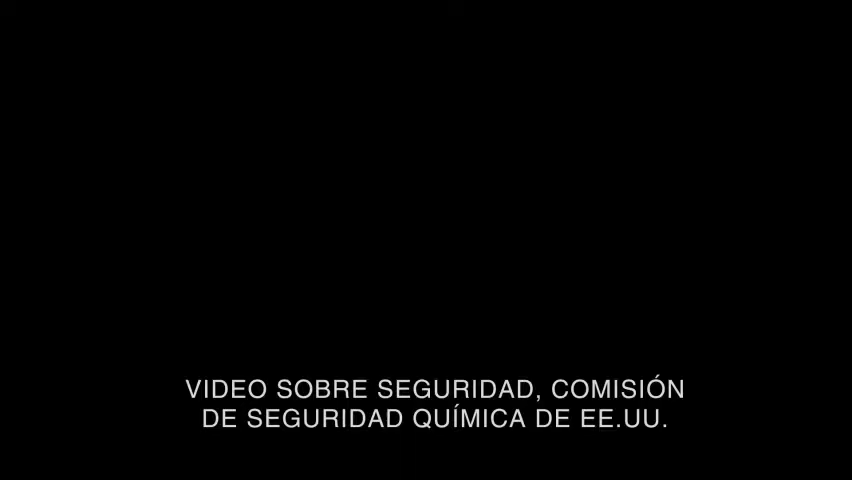 VIDEO SOBRE SEGURIDAD, COMISIÓN
DE SEGURIDAD QUÍMICA DE EE.UU.